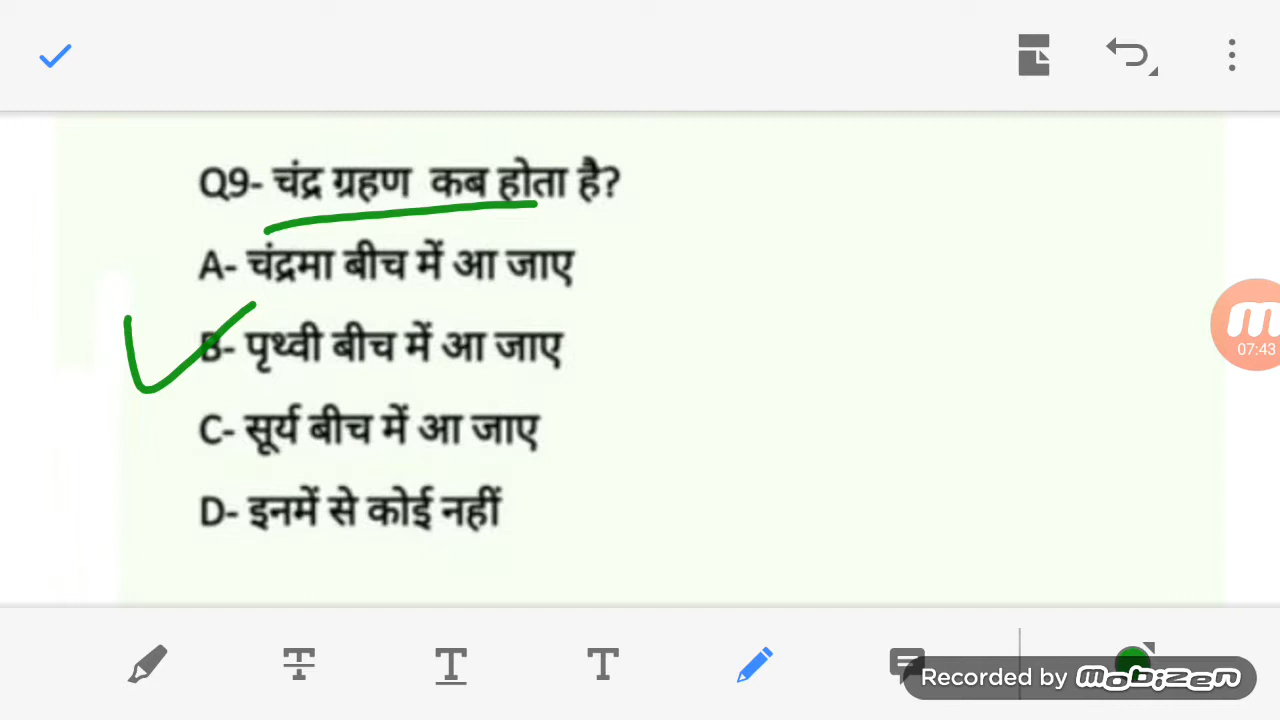 Q9- चंद्र ग्रहण कब होता है?
A- चंद्रमा बीच में आ जाए
B- पृथ्वी बीच में आ जाए
C- सूर्य बीच में आ जाए
D- इनमें से कोई नहीं
07:43
T T T
Recorded by mobizen